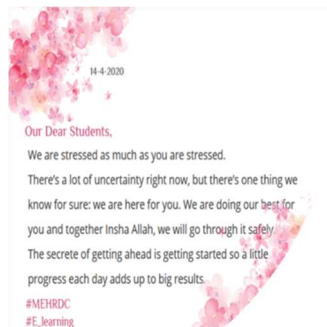 14-4-2020
Our Dear Students,
We are stressed as much as you are stressed.
There's a lot of uncertainty right now, but there's one thing we
know for sure: we are here for you. We are doing our best for
you and together Insha Allah, we will go through it safely.
The secrete of getting ahead is getting started so a little
progress each day adds up to big results.
#MEHRDC
#E_learning